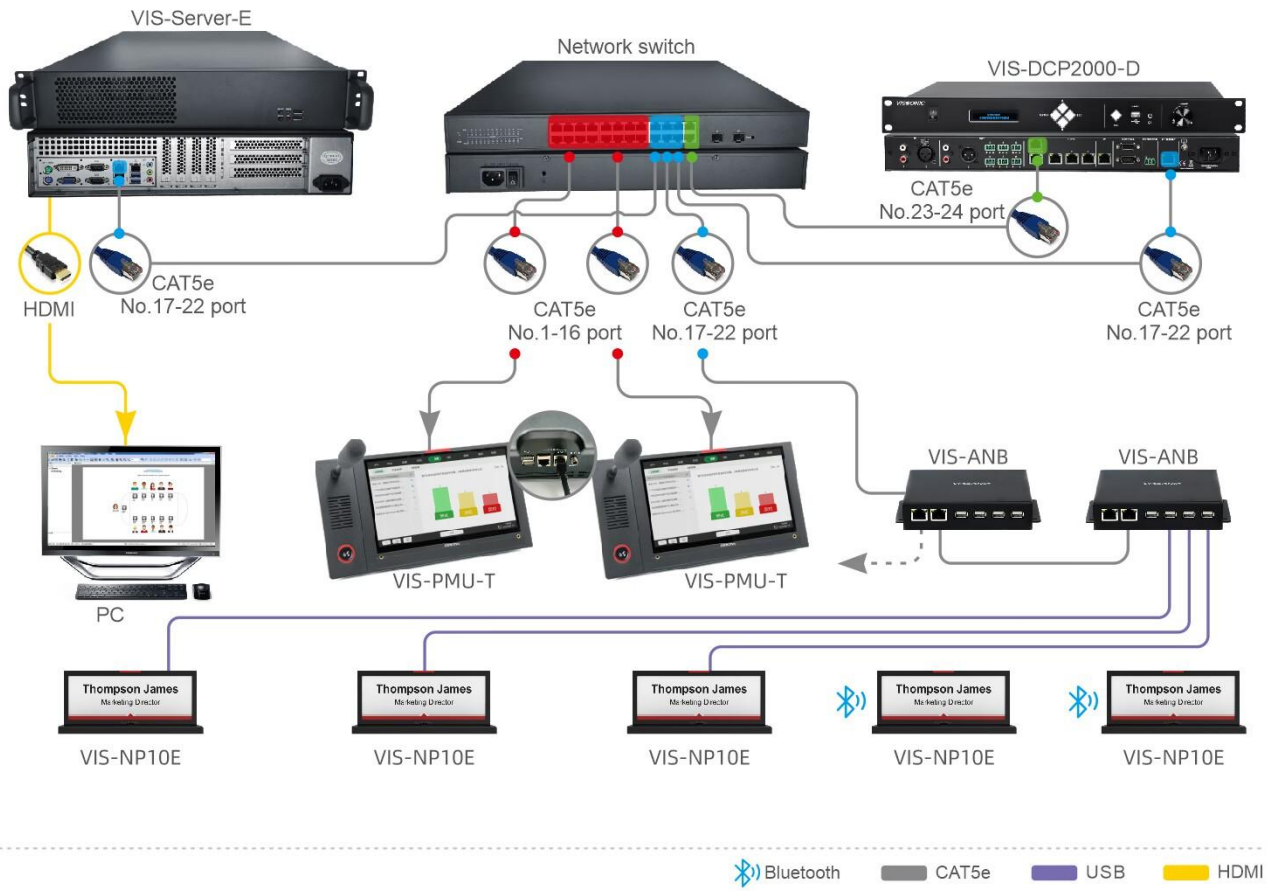 VIS-Server-E
Network switch
VIS-DCP2000-D
VISSONIC
CAT5e
No.23-24 port
HDMI
CAT5e
No.17-22 port
CAT5e
No.1-16 port
CAT5e
No.17-22 port
CAT5e
No.17-22 port
VIS-ANB
VIS-ANB
VIS-PMU-T
VIS-PMU-T
PC
Thompson James
Marketing Director
Thompson James
Marketing Director
Thompson James
Marketing Director
Thompson James
Marketing Director
Thompson James
Marketing Director
VIS-NP10E
VIS-NP10E
VIS-NP10E
VIS-NP10E
VIS-NP10E
Bluetooth
CAT5e
USB
HDMI